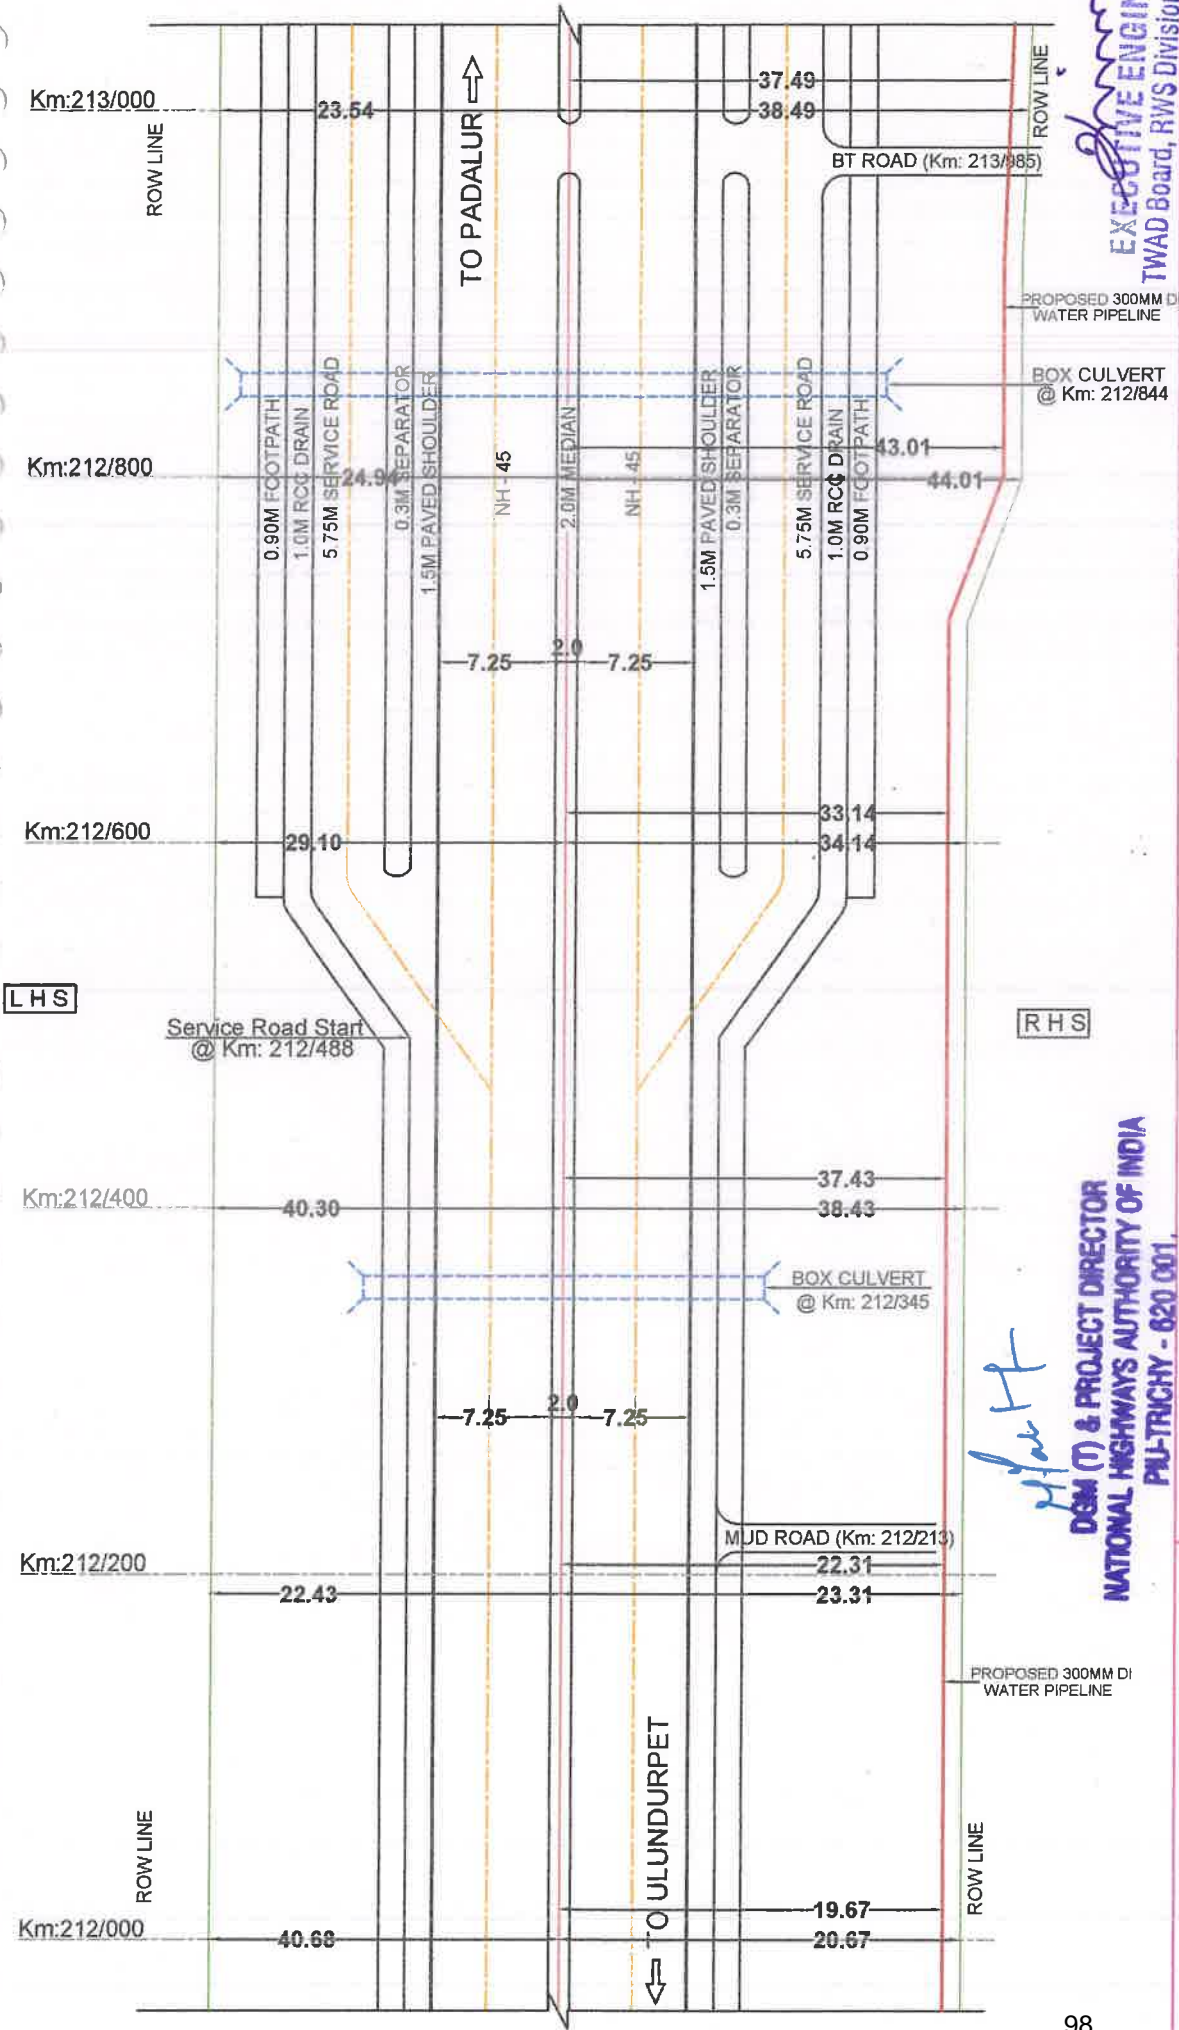 37.49
Km:213/000
23.54
38.49
ROW LINE
ROW LINE
TO PADALUR
BT ROAD (Km: 213/985)
EXECUTIVE ENGIN
TWAD Board, RWS Division
PROPOSED 300MM DI
WATER PIPELINE
BOX CULVERT
@ Km: 212/844
0.90M FOOTPATH
1.0M RCC DRAIN
5.75M SERVICE ROAD
0.3M SEPARATOR
1.5M PAVED SHOULDER
NH - 45
2.0M MEDIAN
NH - 45
1.5M PAVED SHOULDER
0.3M SEPARATOR
5.75M SERVICE ROAD
1.0M RCC DRAIN
0.90M FOOTPATH
43.01
Km:212/800
24.94
44.01
7.25
2.0
7.25
33.14
Km:212/600
29.10
34.14
LHS
RHS
Service Road Start
@ Km: 212/488
37.43
Km:212/400
40.30
38.43
BOX CULVERT
@ Km: 212/345
7.25
2.0
7.25
DGM (T) & PROJECT DIRECTOR
NATIONAL HIGHWAYS AUTHORITY OF INDIA
PIU-TRICHY - 620 001.
MUD ROAD (Km: 212/213)
Km:212/200
22.31
22.43
23.31
PROPOSED 300MM DI
WATER PIPELINE
TO ULUNDURPET
ROW LINE
ROW LINE
19.67
Km:212/000
40.68
20.67
98